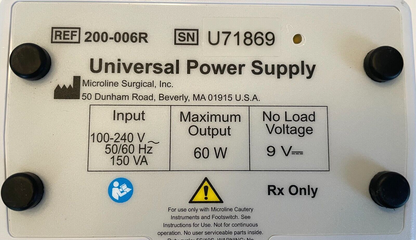 REF 200-006R SN U71869
Universal Power Supply
Microline Surgical, Inc.
50 Dunham Road, Beverly, MA 01915 U.S.A.
Input Maximum Output No Load Voltage
100-240 V ~ 50/60 Hz 150 VA 60 W 9 V⎓
Rx Only
For use only with Microline Cautery
Instruments and Footswitch. See
Instructions for Use. Not for continuous
operation. No user serviceable parts inside.